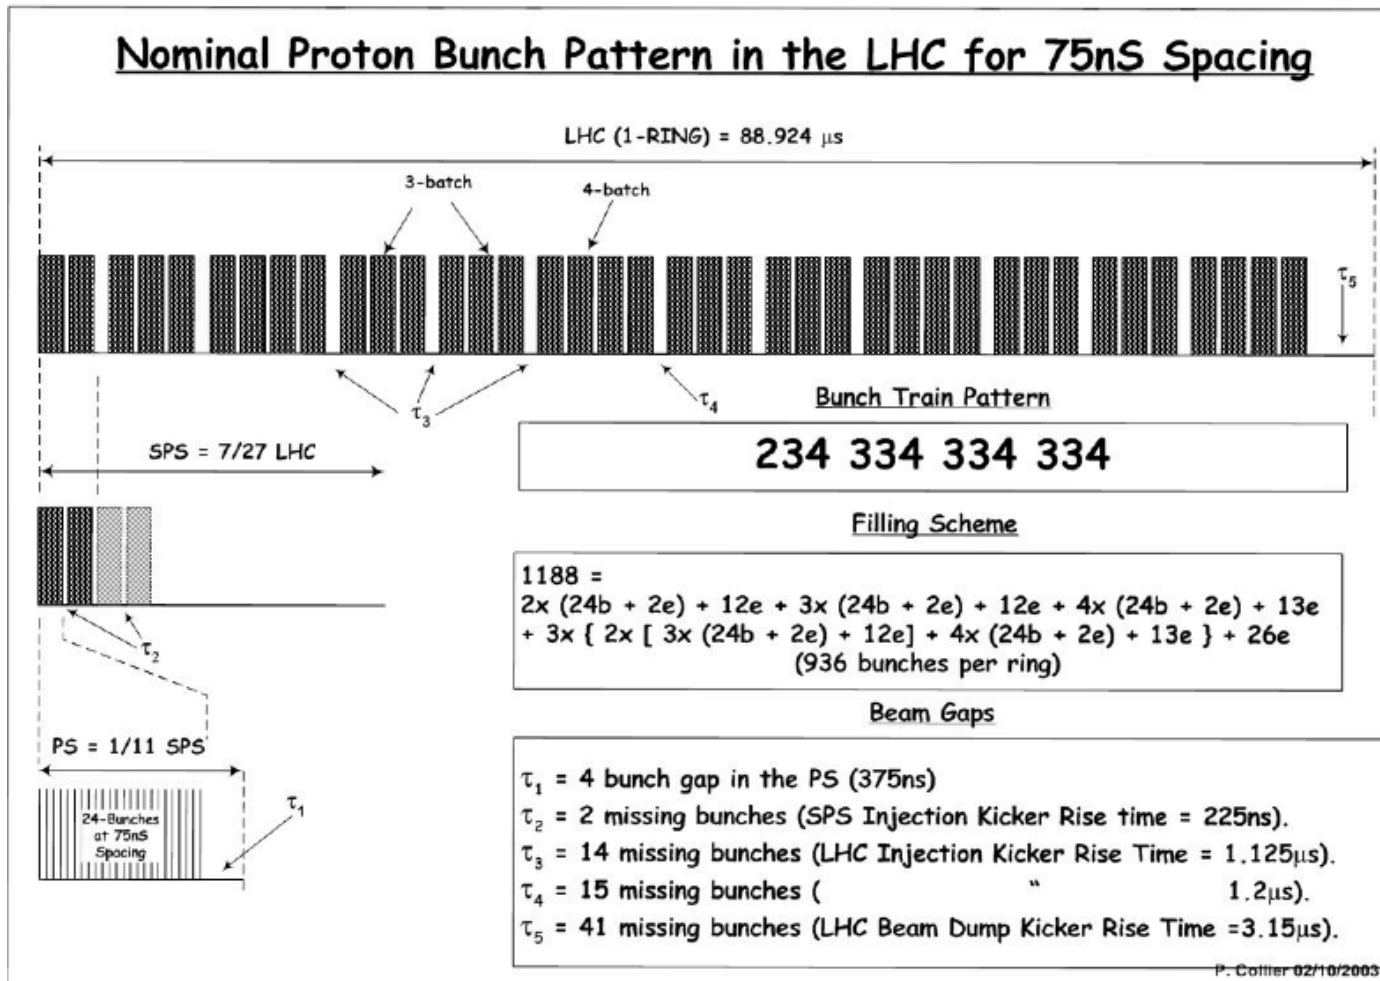 Nominal Proton Bunch Pattern in the LHC for 75nS Spacing
LHC (1-RING) = 88.924 μs
3-batch
4-batch
τ5
τ3
τ4
SPS = 7/27 LHC
τ2
PS = 1/11 SPS
τ1
24-Bunches
at 75nS
Spacing
Bunch Train Pattern
234 334 334 334
Filling Scheme
1188 =
2x (24b + 2e) + 12e + 3x (24b + 2e) + 12e + 4x (24b + 2e) + 13e
+ 3x { 2x [ 3x (24b + 2e) + 12e] + 4x (24b + 2e) + 13e } + 26e
(936 bunches per ring)
Beam Gaps
τ1 = 4 bunch gap in the PS (375ns)
τ2 = 2 missing bunches (SPS Injection Kicker Rise time = 225ns).
τ3 = 14 missing bunches (LHC Injection Kicker Rise Time = 1.125μs).
τ4 = 15 missing bunches ( " 1.2μs).
τ5 = 41 missing bunches (LHC Beam Dump Kicker Rise Time =3.15μs).
P. Collier 02/10/2003